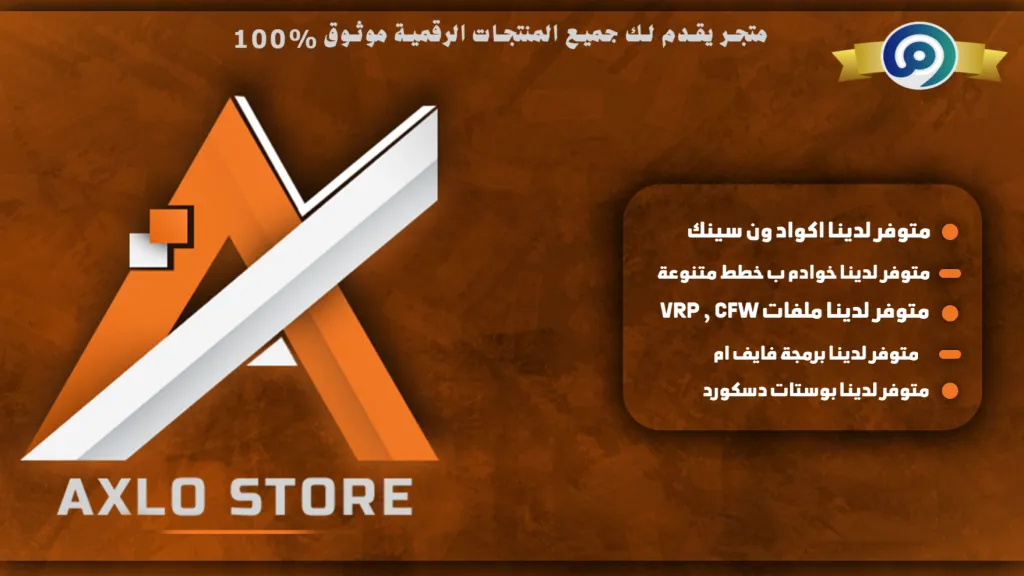 متجر يقدم لك جميع المنتجات الرقمية موثوق 100%
متوفر لدينا اكواد ون سينك
متوفر لدينا خوادم ب خطط متنوعة
متوفر لدينا ملفات VRP , CFW
متوفر لدينا برمجة فايف ام
متوفر لدينا بوستات دسكورد
AXLO STORE